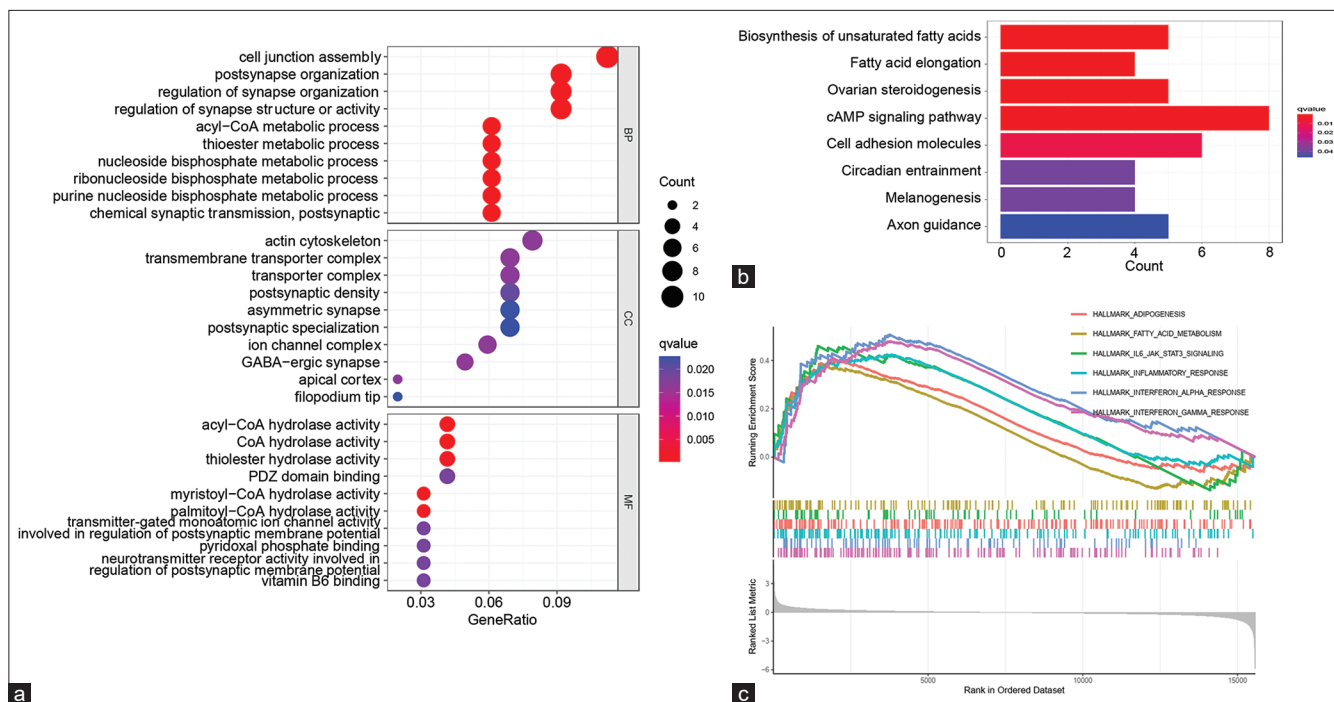 cell junction assembly
postsynapse organization
regulation of synapse organization
regulation of synapse structure or activity
acyl−CoA metabolic process
thioester metabolic process
nucleoside bisphosphate metabolic process
ribonucleoside bisphosphate metabolic process
purine nucleoside bisphosphate metabolic process
chemical synaptic transmission, postsynaptic
BP
actin cytoskeleton
transmembrane transporter complex
transporter complex
postsynaptic density
asymmetric synapse
postsynaptic specialization
ion channel complex
GABA−ergic synapse
apical cortex
filopodium tip
CC
acyl−CoA hydrolase activity
CoA hydrolase activity
thiolester hydrolase activity
PDZ domain binding
myristoyl−CoA hydrolase activity
palmitoyl−CoA hydrolase activity
transmitter−gated monoatomic ion channel activity
involved in regulation of postsynaptic membrane potential
pyridoxal phosphate binding
neurotransmitter receptor activity involved in
regulation of postsynaptic membrane potential
vitamin B6 binding
MF
0.03 0.06 0.09
GeneRatio
Count
2
4
6
8
10
qvalue
0.020
0.015
0.010
0.005
a
Biosynthesis of unsaturated fatty acids
Fatty acid elongation
Ovarian steroidogenesis
cAMP signaling pathway
Cell adhesion molecules
Circadian entrainment
Melanogenesis
Axon guidance
0 2 4 6 8
Count
qvalue
0.01
0.02
0.03
0.04
b
HALLMARK_ADIPOGENESIS
HALLMARK_FATTY_ACID_METABOLISM
HALLMARK_IL6_JAK_STAT3_SIGNALING
HALLMARK_INFLAMMATORY_RESPONSE
HALLMARK_INTERFERON_ALPHA_RESPONSE
HALLMARK_INTERFERON_GAMMA_RESPONSE
Running Enrichment Score
0.4
0.2
0.0
Ranked List Metric
3
0
−3
−6
5000 10000 15000
Rank in Ordered Dataset
c